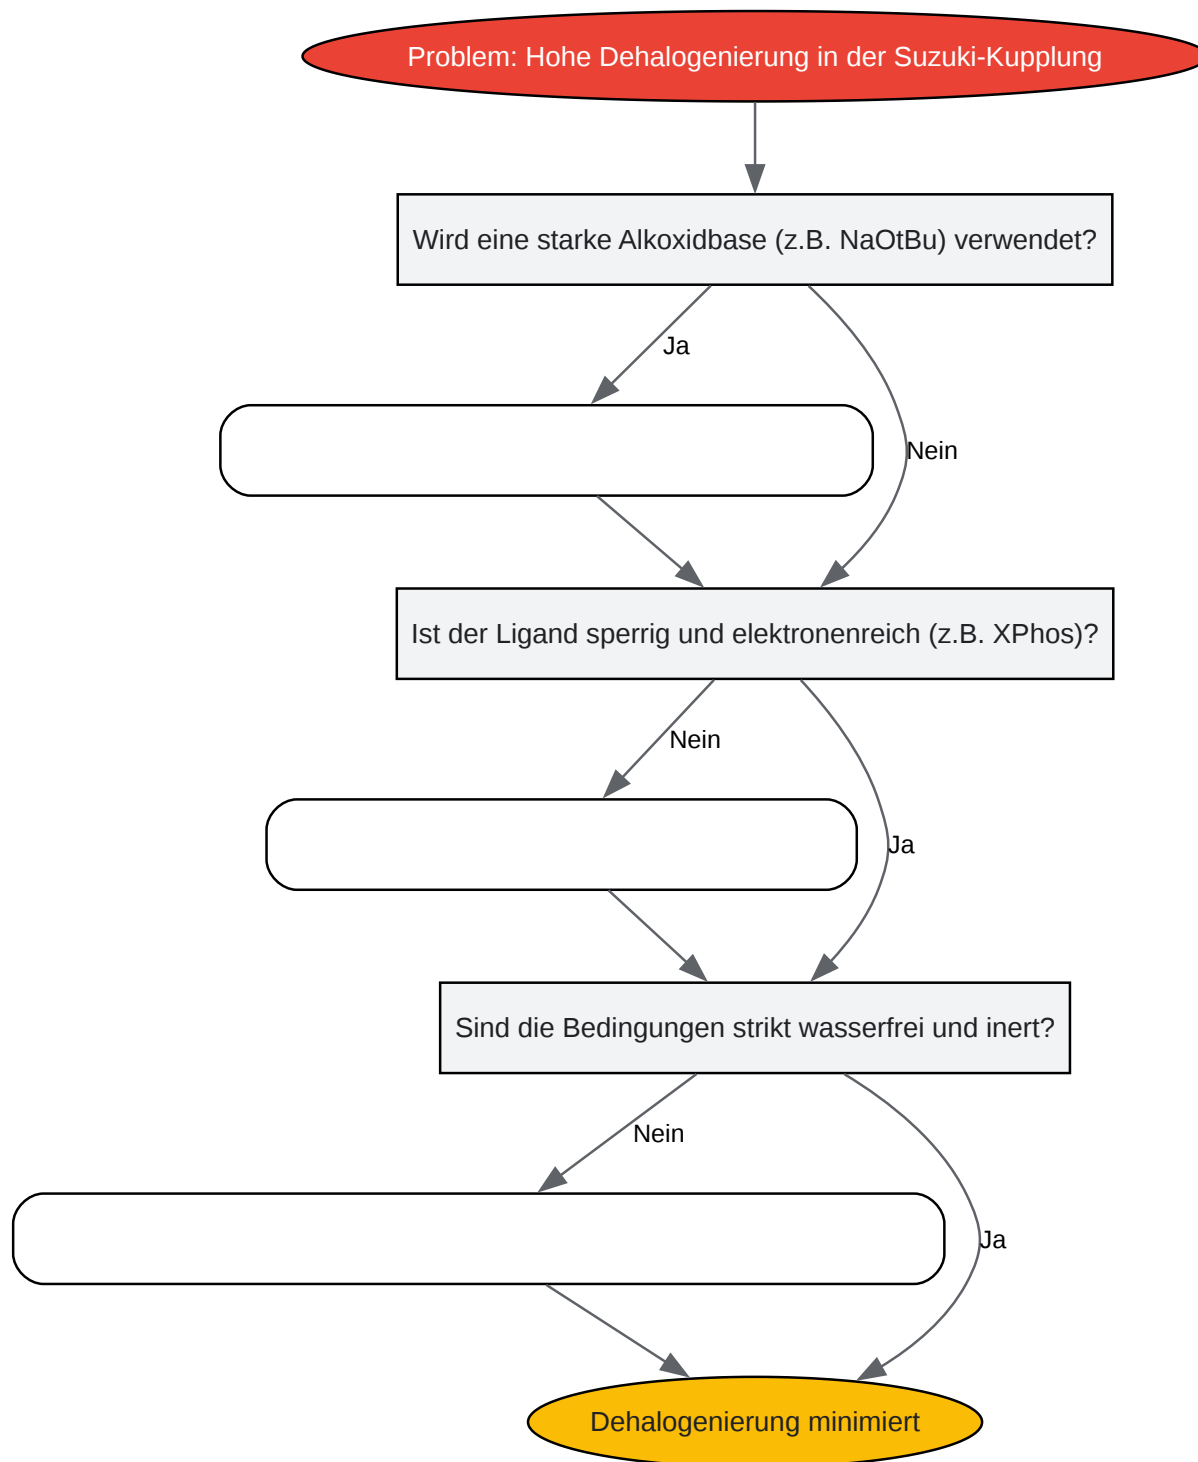 Problem: Hohe Dehalogenierung in der Suzuki-Kupplung
Wird eine starke Alkoxidbase (z.B. NaOtBu) verwendet?
Ja
Nein
Ist der Ligand sperrig und elektronenreich (z.B. XPhos)?
Nein
Ja
Sind die Bedingungen strikt wasserfrei und inert?
Nein
Ja
Dehalogenierung minimiert